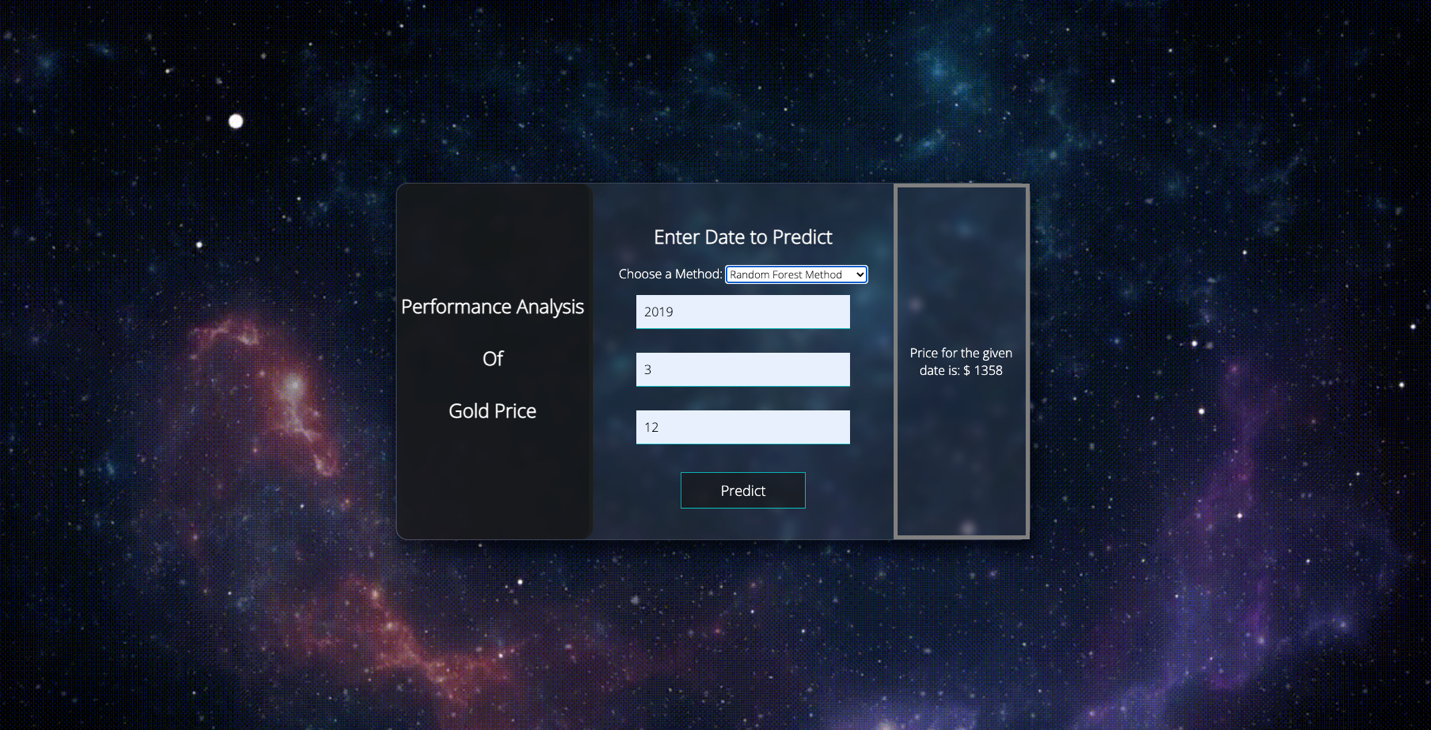 Performance Analysis
Of
Gold Price
Enter Date to Predict
Choose a Method: Random Forest Method
2019
3
12
Predict
Price for the given
date is: $ 1358